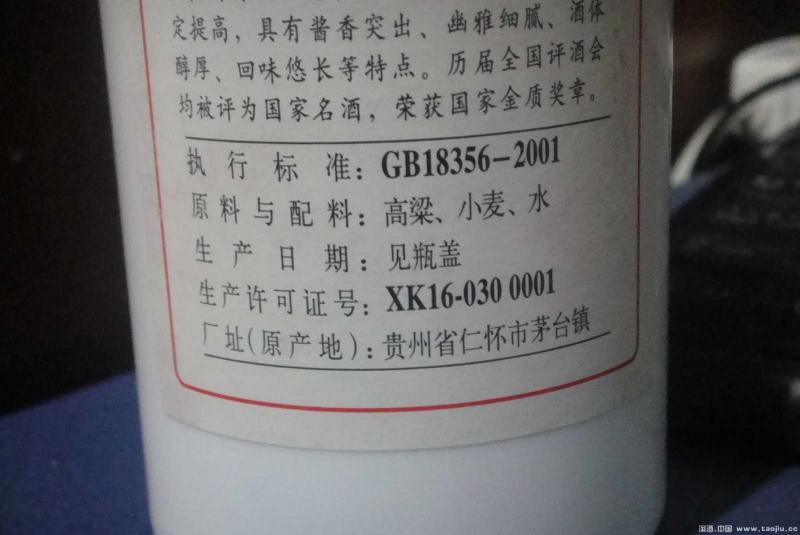 定提高，具有酱香突出、幽雅细腻、酒体
醇厚、回味悠长等特点。历届全国评酒会
均被评为国家名酒，荣获国家金质奖章。
执行标准：GB18356-2001
原料与配料：高粱、小麦、水
生产日期：见瓶盖
生产许可证号：XK16-030 0001
厂址(原产地)：贵州省仁怀市茅台镇
淘酒.中国 www.taojiu.cc